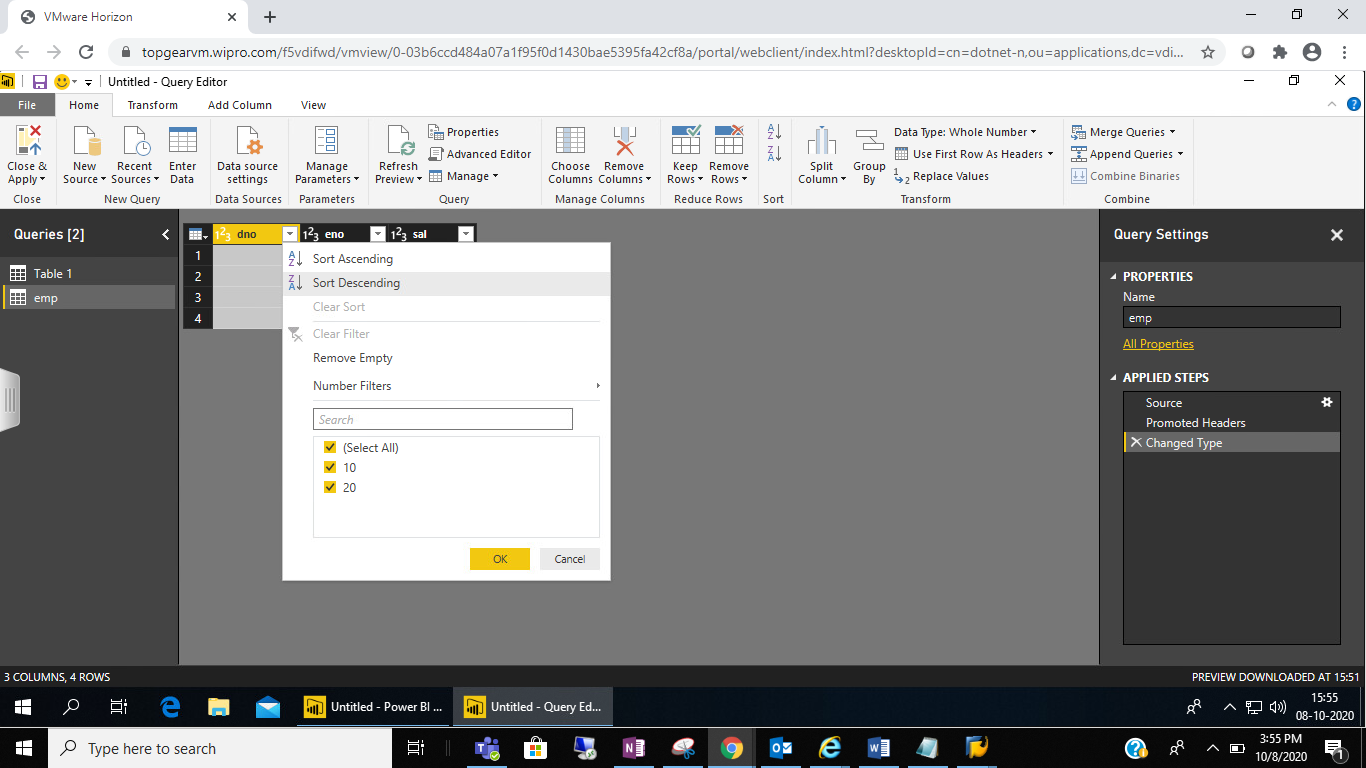 VMware Horizon
topgearvm.wipro.com/f5vdifwd/vmview/0-03b6ccd484a07a1f95f0d1430bae5395fa42cf8a/portal/webclient/index.html?desktopId=cn=dotnet-n,ou=applications,dc=vdi...
Untitled - Query Editor
File Home Transform Add Column View
Close & Apply
New Source
Recent Sources
Enter Data
Data source settings
Manage Parameters
Refresh Preview
Properties
Advanced Editor
Manage
Choose Columns
Remove Columns
Keep Rows
Remove Rows
Split Column
Group By
Data Type: Whole Number
Use First Row As Headers
Replace Values
Merge Queries
Append Queries
Combine Binaries
Close New Query Data Sources Parameters Query Manage Columns Reduce Rows Sort Transform Combine
Queries [2]
Table 1
emp
123 dno 123 eno 123 sal
1
2
3
4
Sort Ascending
Sort Descending
Clear Sort
Clear Filter
Remove Empty
Number Filters
Search
(Select All)
10
20
OK Cancel
Query Settings
PROPERTIES
Name
emp
All Properties
APPLIED STEPS
Source
Promoted Headers
Changed Type
3 COLUMNS, 4 ROWS PREVIEW DOWNLOADED AT 15:51
Untitled - Power BI ... Untitled - Query Ed...
15:55
08-10-2020
Type here to search
3:55 PM
10/8/2020
1